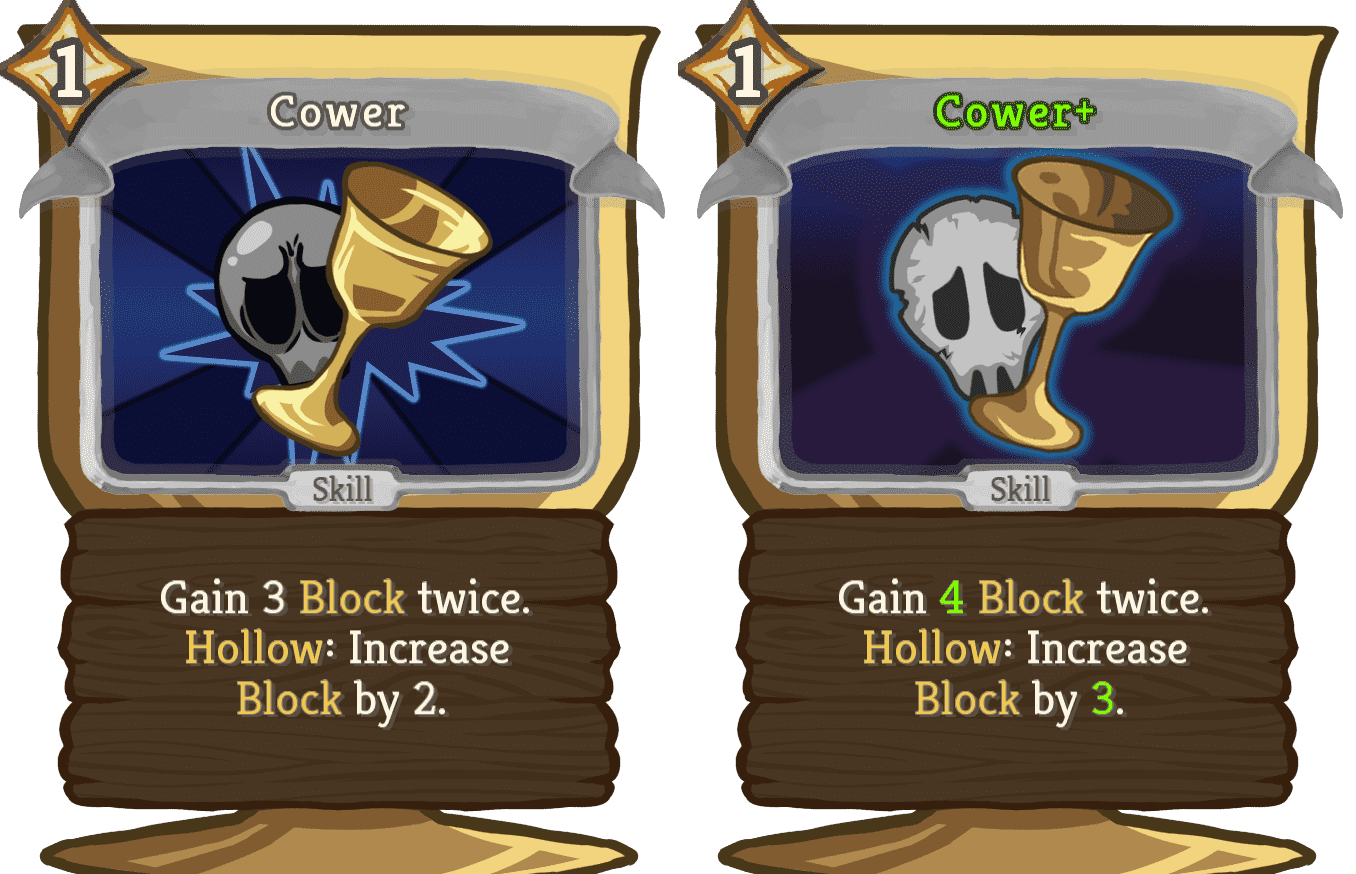 1
Cower
Skill
Gain 3 Block twice.
Hollow: Increase
Block by 2.
1
Cower+
Skill
Gain 4 Block twice.
Hollow: Increase
Block by 3.